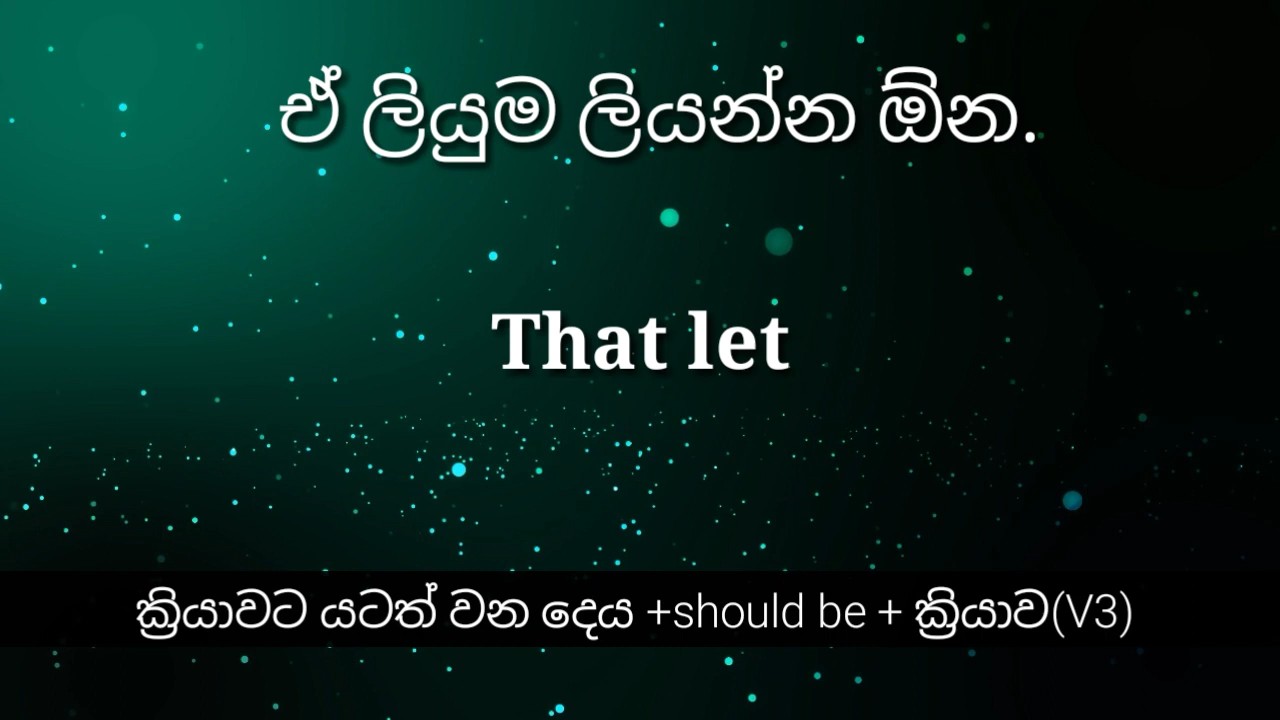 ඒ ලියුම ලියන්න ඕන.
That let
ක්‍රියාවට යටත් වන දෙය +should be + ක්‍රියාව(V3)